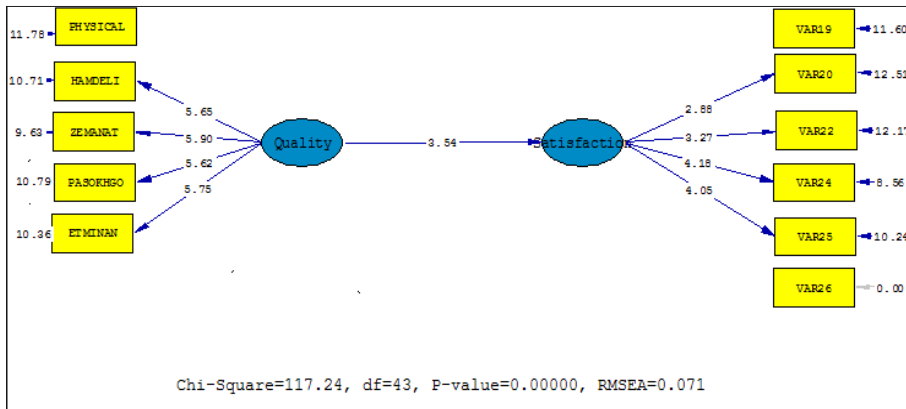 11.78 PHYSICAL
10.71 HAMDELI
9.63 ZEMANAT
10.79 PASOKHGO
10.36 ETMINAN
5.65
5.90
5.62
5.75
Quality
3.54
Satisfaction
2.88
3.27
4.18
4.05
VAR19 11.60
VAR20 12.51
VAR22 12.17
VAR24 8.56
VAR25 10.24
VAR26 0.00
Chi-Square=117.24, df=43, P-value=0.00000, RMSEA=0.071